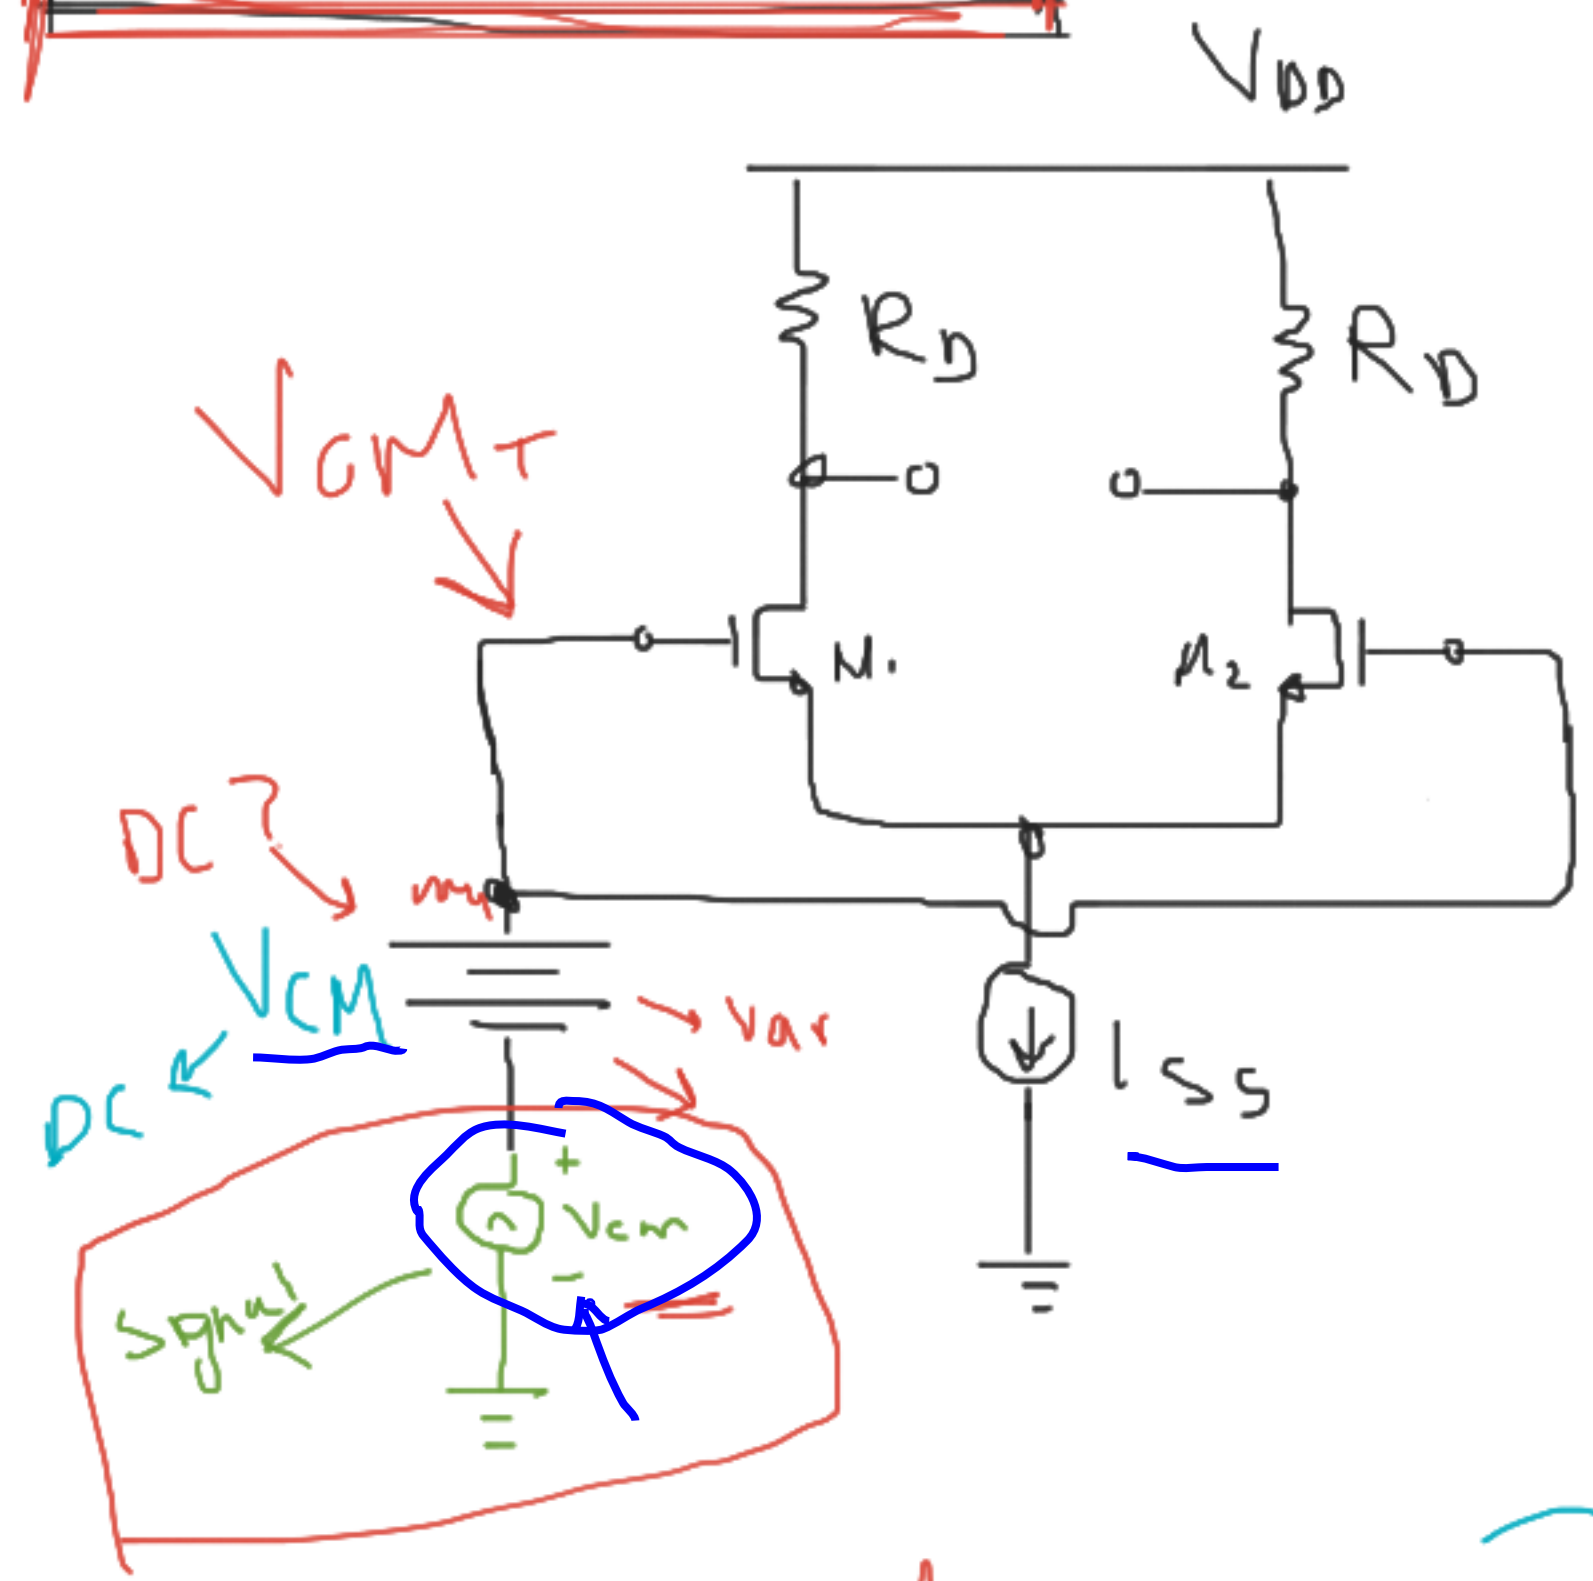 VDD
RD
RD
VCMT
M1
M2
DC?
VCM
Var
DC
ISS
+
Vcm
-
Signal